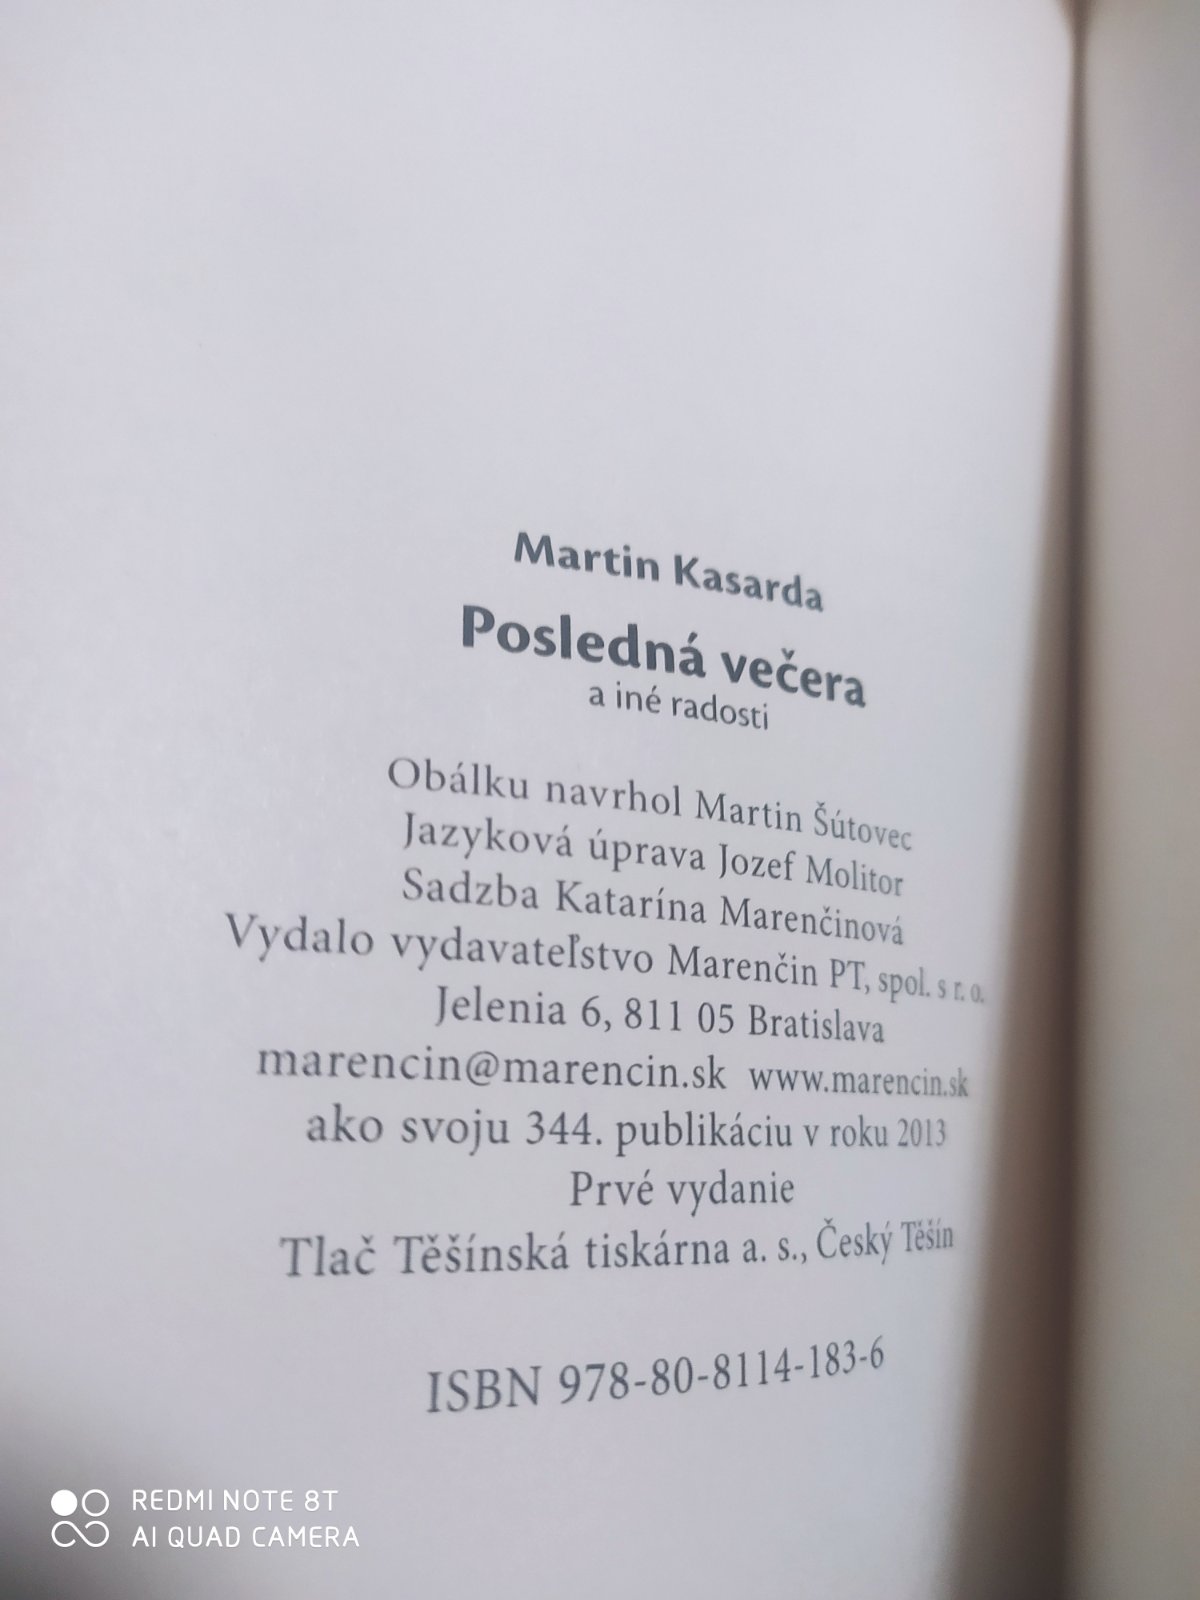 Martin Kasarda
Posledná večera
a iné radosti
Obálku navrhol Martin Šútovec
Jazyková úprava Jozef Molitor
Sadzba Katarína Marenčinová
Vydalo vydavateľstvo Marenčin PT, spol. s r. o.
Jelenia 6, 811 05 Bratislava
marencin@marencin.sk www.marencin.sk
ako svoju 344. publikáciu v roku 2013
Prvé vydanie
Tlač Těšínská tiskárna a. s., Český Těšín
ISBN 978-80-8114-183-6
REDMI NOTE 8T
AI QUAD CAMERA